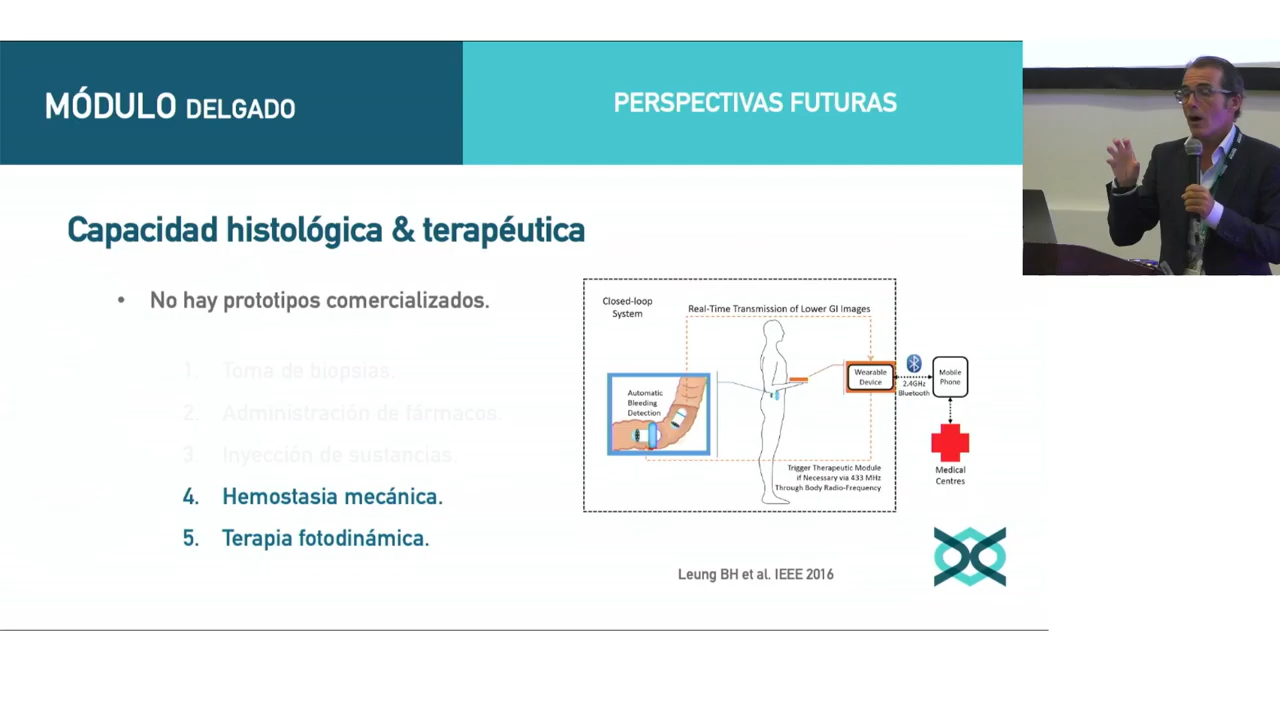 MÓDULO DELGADO
PERSPECTIVAS FUTURAS
Capacidad histológica & terapéutica
• No hay prototipos comercializados.
1. Toma de biopsias.
2. Administración de fármacos.
3. Inyección de sustancias.
4. Hemostasia mecánica.
5. Terapia fotodinámica.
Closed-loop
System
Real-Time Transmission of Lower GI Images
Automatic
Bleeding
Detection
Wearable
Device
2.4GHz
Bluetooth
Mobile
Phone
Medical
Centres
Trigger Therapeutic Module
if Necessary via 433 MHz
Through Body Radio-Frequency
Leung BH et al. IEEE 2016